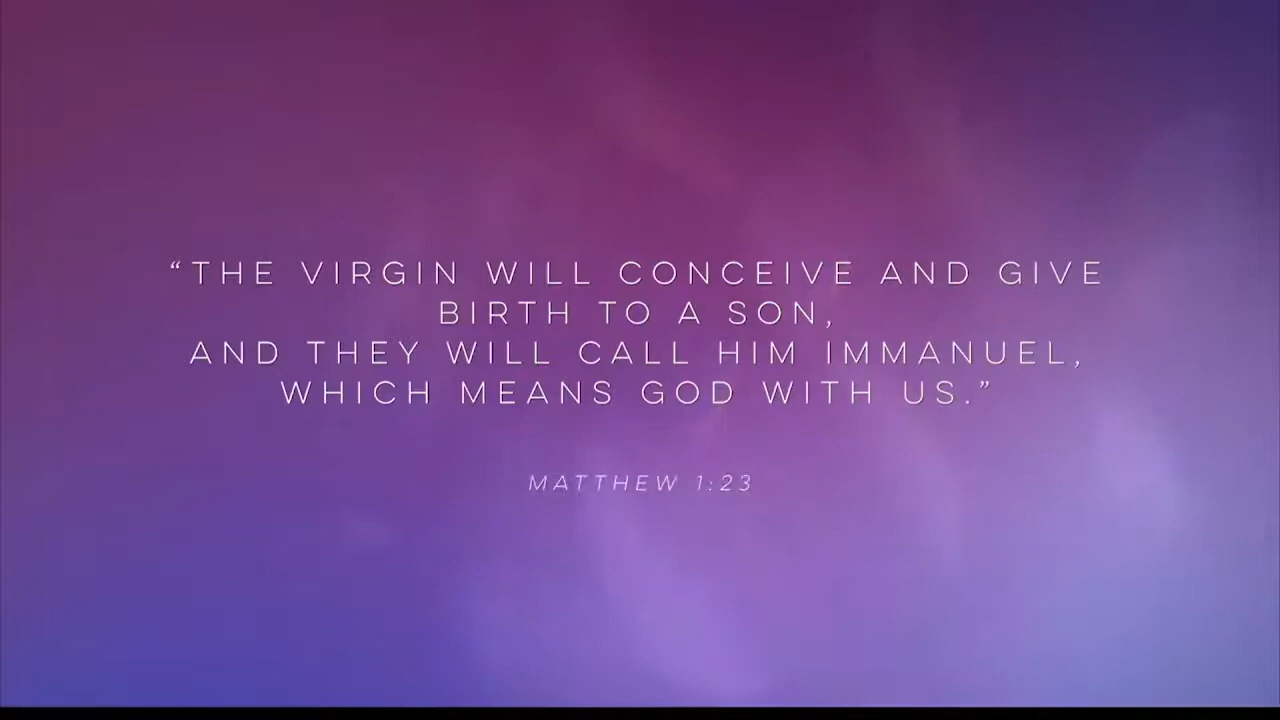 “THE VIRGIN WILL CONCEIVE AND GIVE
BIRTH TO A SON,
AND THEY WILL CALL HIM IMMANUEL,
WHICH MEANS GOD WITH US.”
MATTHEW 1:23